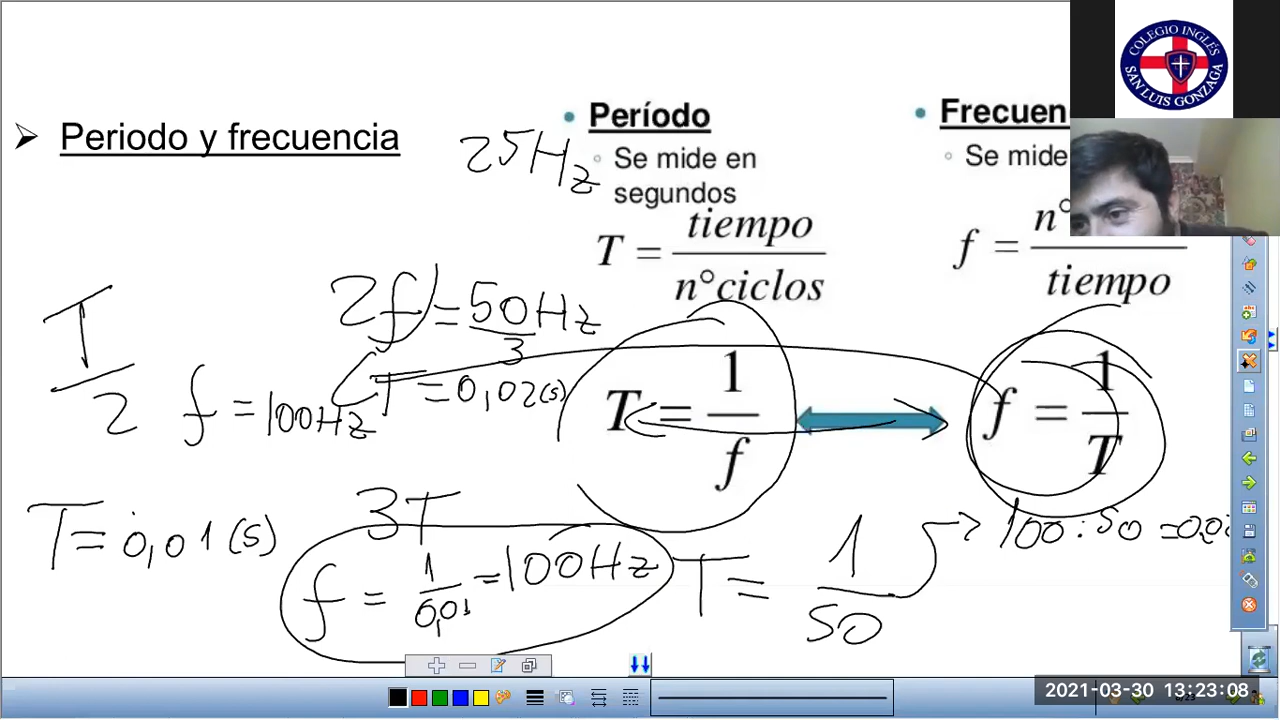 COLEGIO INGLÉS
SAN LUIS GONZAGA
➢ Periodo y frecuencia
• Período
◦ Se mide en
segundos
T = tiempo / n°ciclos
T = 1 / f
• Frecuen
◦ Se mide
f = n° / tiempo
f = 1 / T
25Hz
2f = 50Hz
3
T = 0,02(s)
T / 2
f = 100Hz
T = 0,01(s)
3T
f = 1 / 0,01 = 100Hz
T = 1 / 50
100:50 =
2021-03-30 13:23:08